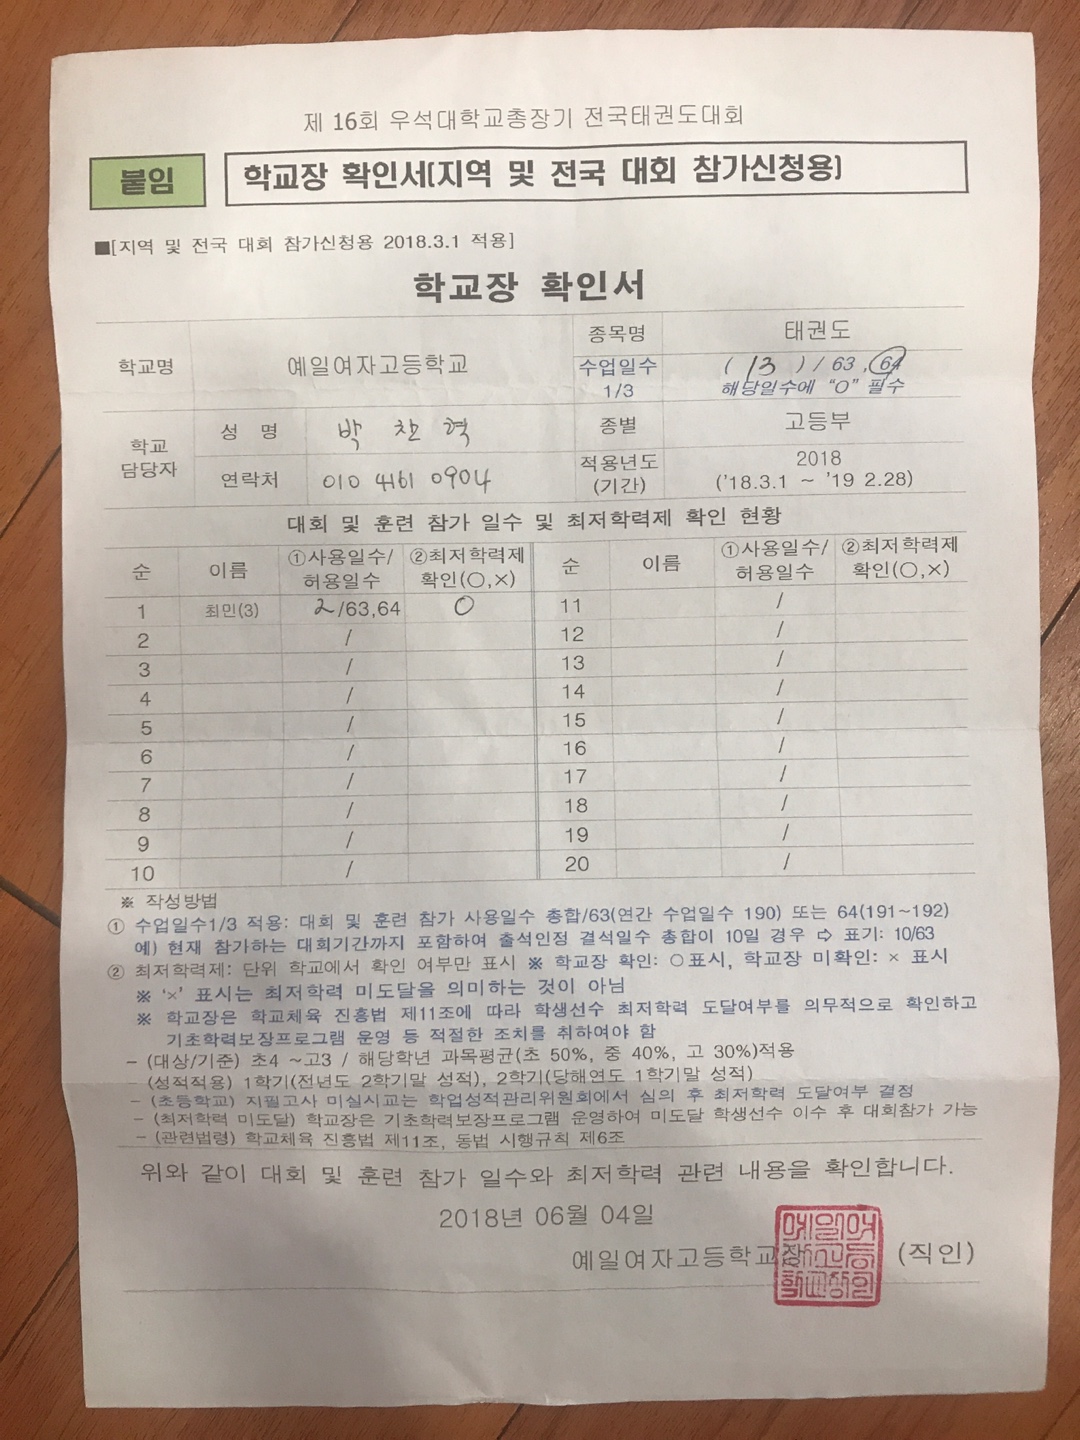 제 16회 우석대학교총장기 전국태권도대회
붙임
학교장 확인서(지역 및 전국 대회 참가신청용)
■[지역 및 전국 대회 참가신청용 2018.3.1 적용]
학교장 확인서
학교명 예일여자고등학교 종목명 태권도
수업일수 1/3 ( 13 ) / 63 , 64
해당일수에 “O” 필수
학교 담당자 성 명 박 찬 혁 종별 고등부
연락처 010 4161 0904 적용년도 (기간) 2018
('18.3.1 ~ '19 2.28)
대회 및 훈련 참가 일수 및 최저학력제 확인 현황
순 이름 ①사용일수/허용일수 ②최저학력제 확인(○,×) 순 이름 ①사용일수/허용일수 ②최저학력제 확인(○,×)
1 최민(3) 2/63,64 O 11 /
2 / 12 /
3 / 13 /
4 / 14 /
5 / 15 /
6 / 16 /
7 / 17 /
8 / 18 /
9 / 19 /
10 / 20 /
※ 작성방법
① 수업일수1/3 적용: 대회 및 훈련 참가 사용일수 총합/63(연간 수업일수 190) 또는 64(191~192)
예) 현재 참가하는 대회기간까지 포함하여 출석인정 결석일수 총합이 10일 경우 ⇨ 표기: 10/63
② 최저학력제: 단위 학교에서 확인 여부만 표시 ※ 학교장 확인: ○표시, 학교장 미확인: × 표시
※ '×' 표시는 최저학력 미도달을 의미하는 것이 아님
※ 학교장은 학교체육 진흥법 제11조에 따라 학생선수 최저학력 도달여부를 의무적으로 확인하고
기초학력보장프로그램 운영 등 적절한 조치를 취하여야 함
- (대상/기준) 초4 ~고3 / 해당학년 과목평균(초 50%, 중 40%, 고 30%)적용
- (성적적용) 1학기(전년도 2학기말 성적), 2학기(당해연도 1학기말 성적)
- (초등학교) 지필고사 미실시교는 학업성적관리위원회에서 심의 후 최저학력 도달여부 결정
- (최저학력 미도달) 학교장은 기초학력보장프로그램 운영하여 미도달 학생선수 이수 후 대회참가 가능
- (관련법령) 학교체육 진흥법 제11조, 동법 시행규칙 제6조
위와 같이 대회 및 훈련 참가 일수와 최저학력 관련 내용을 확인합니다.
2018년 06월 04일
예일여자고등학교장 (직인)
예일여
자고등
학교장인